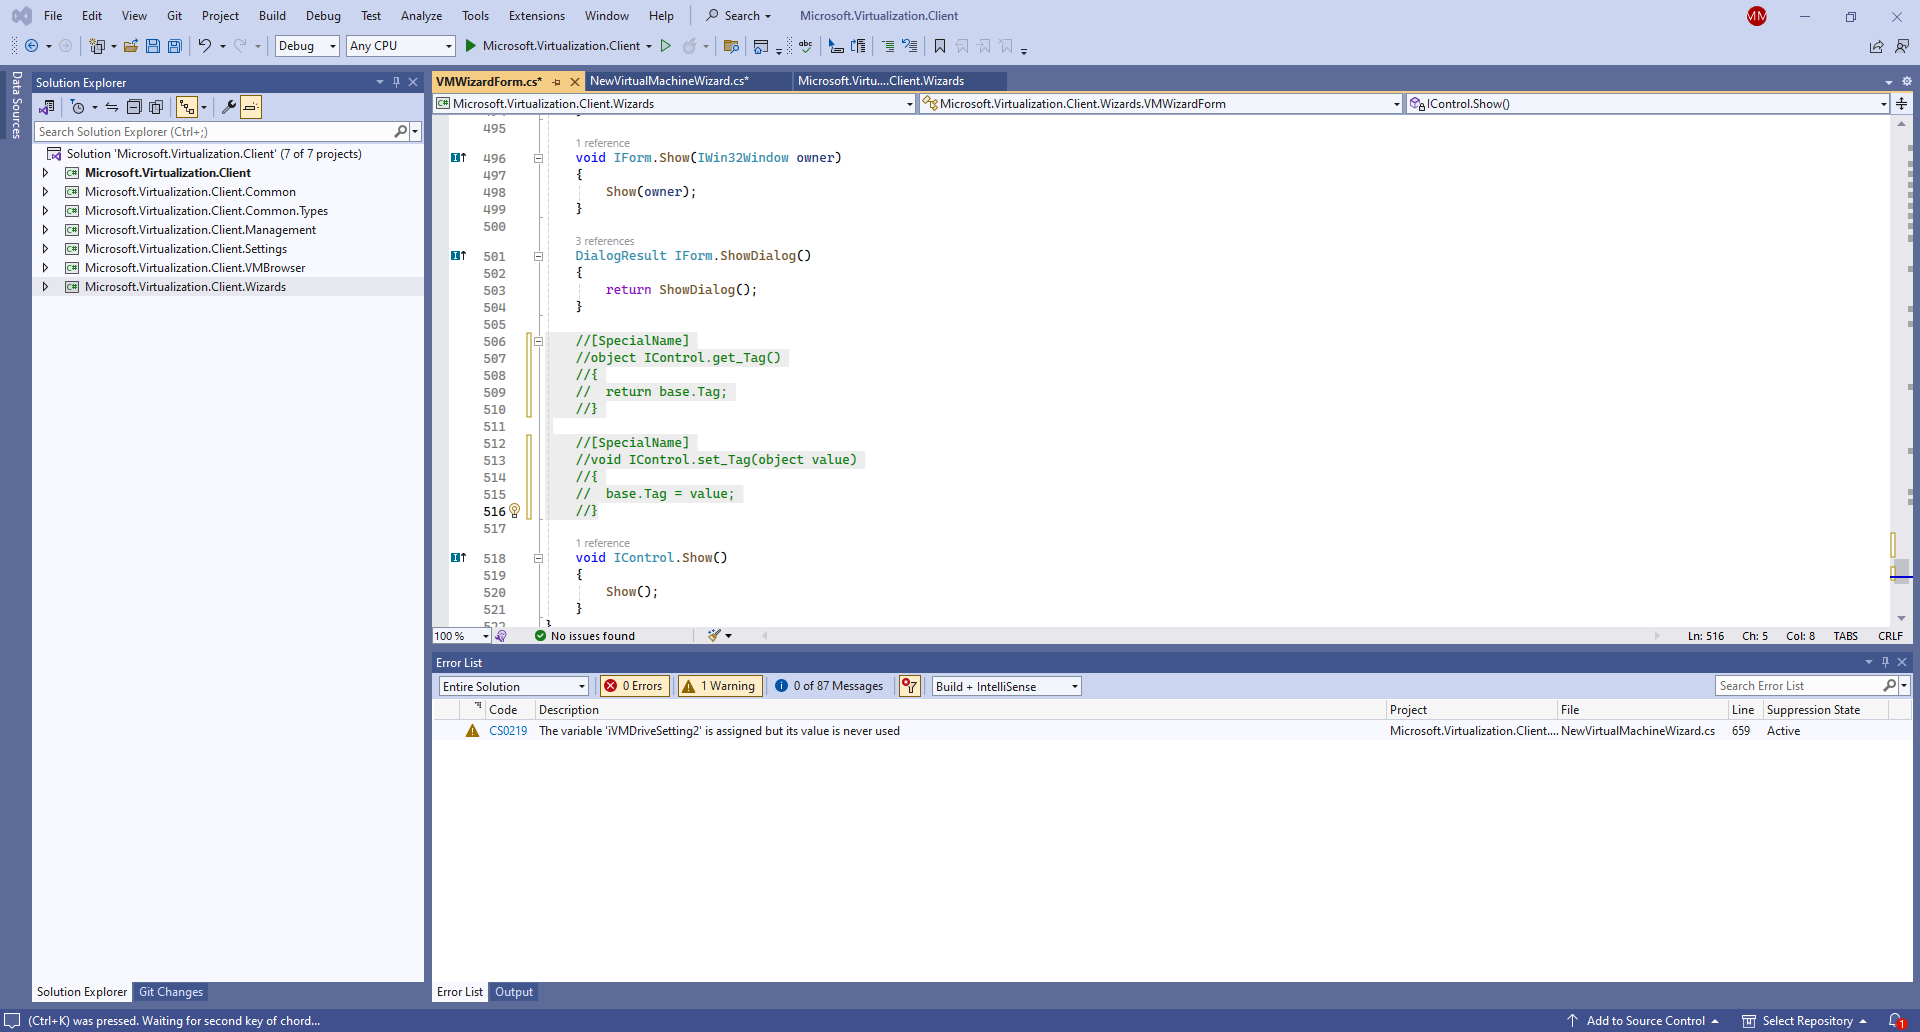 File Edit View Git Project Build Debug Test Analyze Tools Extensions Window Help Search Microsoft.Virtualization.Client MM
Debug Any CPU Microsoft.Virtualization.Client abc
Data Sources
Solution Explorer
Search Solution Explorer (Ctrl+;)
Solution 'Microsoft.Virtualization.Client' (7 of 7 projects)
C# Microsoft.Virtualization.Client
C# Microsoft.Virtualization.Client.Common
C# Microsoft.Virtualization.Client.Common.Types
C# Microsoft.Virtualization.Client.Management
C# Microsoft.Virtualization.Client.Settings
C# Microsoft.Virtualization.Client.VMBrowser
C# Microsoft.Virtualization.Client.Wizards
Solution Explorer Git Changes
VMWizardForm.cs* NewVirtualMachineWizard.cs* Microsoft.Virtu....Client.Wizards
C# Microsoft.Virtualization.Client.Wizards Microsoft.Virtualization.Client.Wizards.VMWizardForm IControl.Show()
495
1 reference
496 void IForm.Show(IWin32Window owner)
497 {
498 Show(owner);
499 }
500
3 references
501 DialogResult IForm.ShowDialog()
502 {
503 return ShowDialog();
504 }
505
506 //[SpecialName]
507 //object IControl.get_Tag()
508 //{
509 // return base.Tag;
510 //}
511
512 //[SpecialName]
513 //void IControl.set_Tag(object value)
514 //{
515 // base.Tag = value;
516 //}
517
1 reference
518 void IControl.Show()
519 {
520 Show();
521 }
522 }
100 % No issues found Ln: 516 Ch: 5 Col: 8 TABS CRLF
Error List
Entire Solution 0 Errors 1 Warning 0 of 87 Messages Build + IntelliSense Search Error List
Code Description Project File Line Suppression State
CS0219 The variable 'iVMDriveSetting2' is assigned but its value is never used Microsoft.Virtualization.Client.... NewVirtualMachineWizard.cs 659 Active
Error List Output
(Ctrl+K) was pressed. Waiting for second key of chord... Add to Source Control Select Repository 1